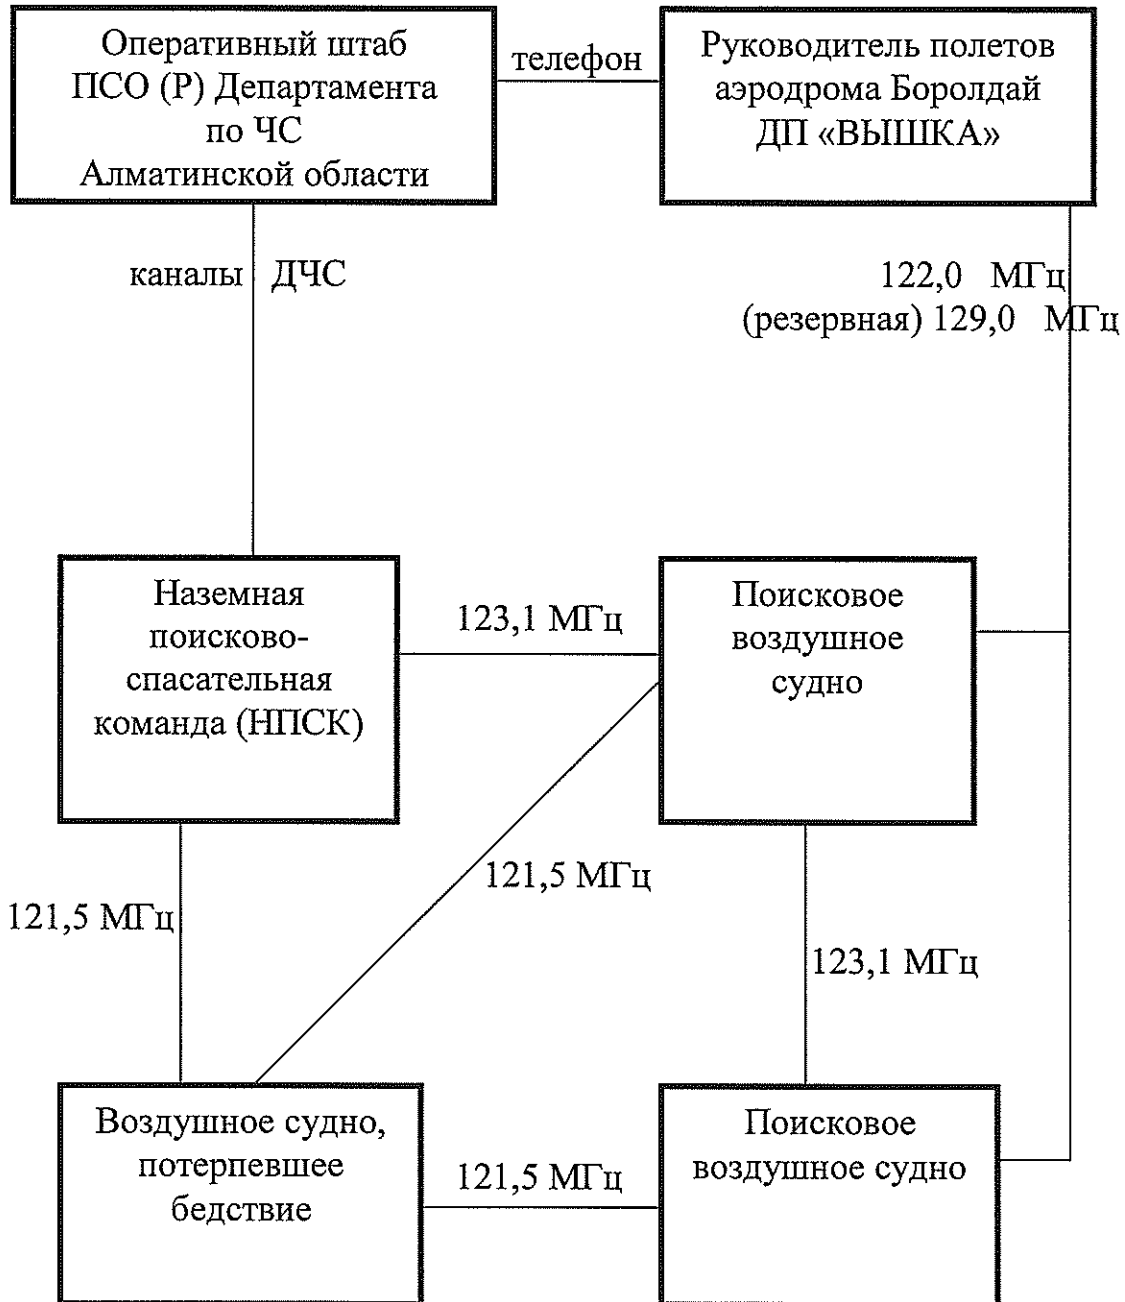 Оперативный штаб
ПСО (Р) Департамента
по ЧС
Алматинской области
телефон
Руководитель полетов
аэродрома Боролдай
ДП «ВЫШКА»
каналы ДЧС
122,0 МГц
(резервная) 129,0 МГц
Наземная
поисково-
спасательная
команда (НПСК)
123,1 МГц
Поисковое
воздушное
судно
121,5 МГц
121,5 МГц
123,1 МГц
Воздушное судно,
потерпевшее
бедствие
121,5 МГц
Поисковое
воздушное судно